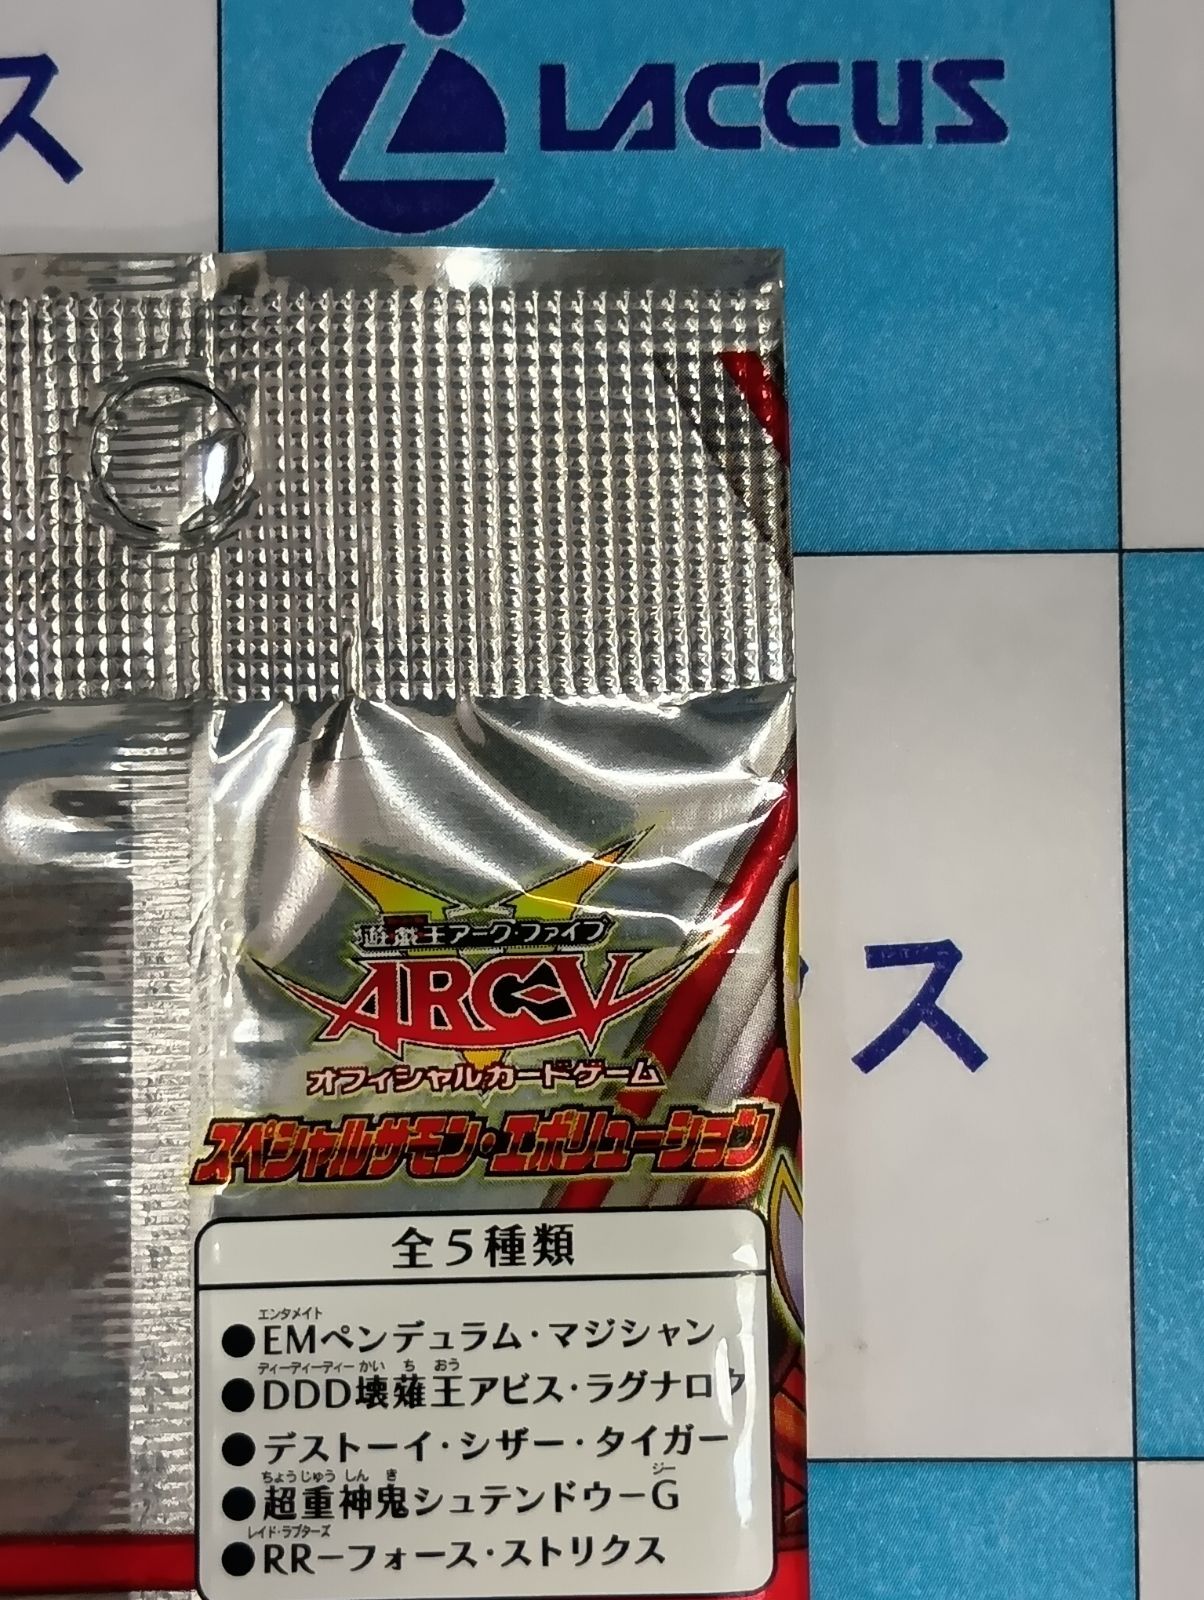 ス
LACCUS
遊戯王アーク・ファイブ
ARC-V
ス
オフィシャルカードゲーム
スペシャルサモン・エボリューション
全5種類
エンタメイト
●EMペンデュラム・マジシャン
ディーディーディー かい ち おう
●DDD壊薙王アビス・ラグナロク
●デストーイ・シザー・タイガー
ちょうじゅう しん き ジー
●超重神鬼シュテンドウ－G
レイド・ラプターズ
●RR－フォース・ストリクス